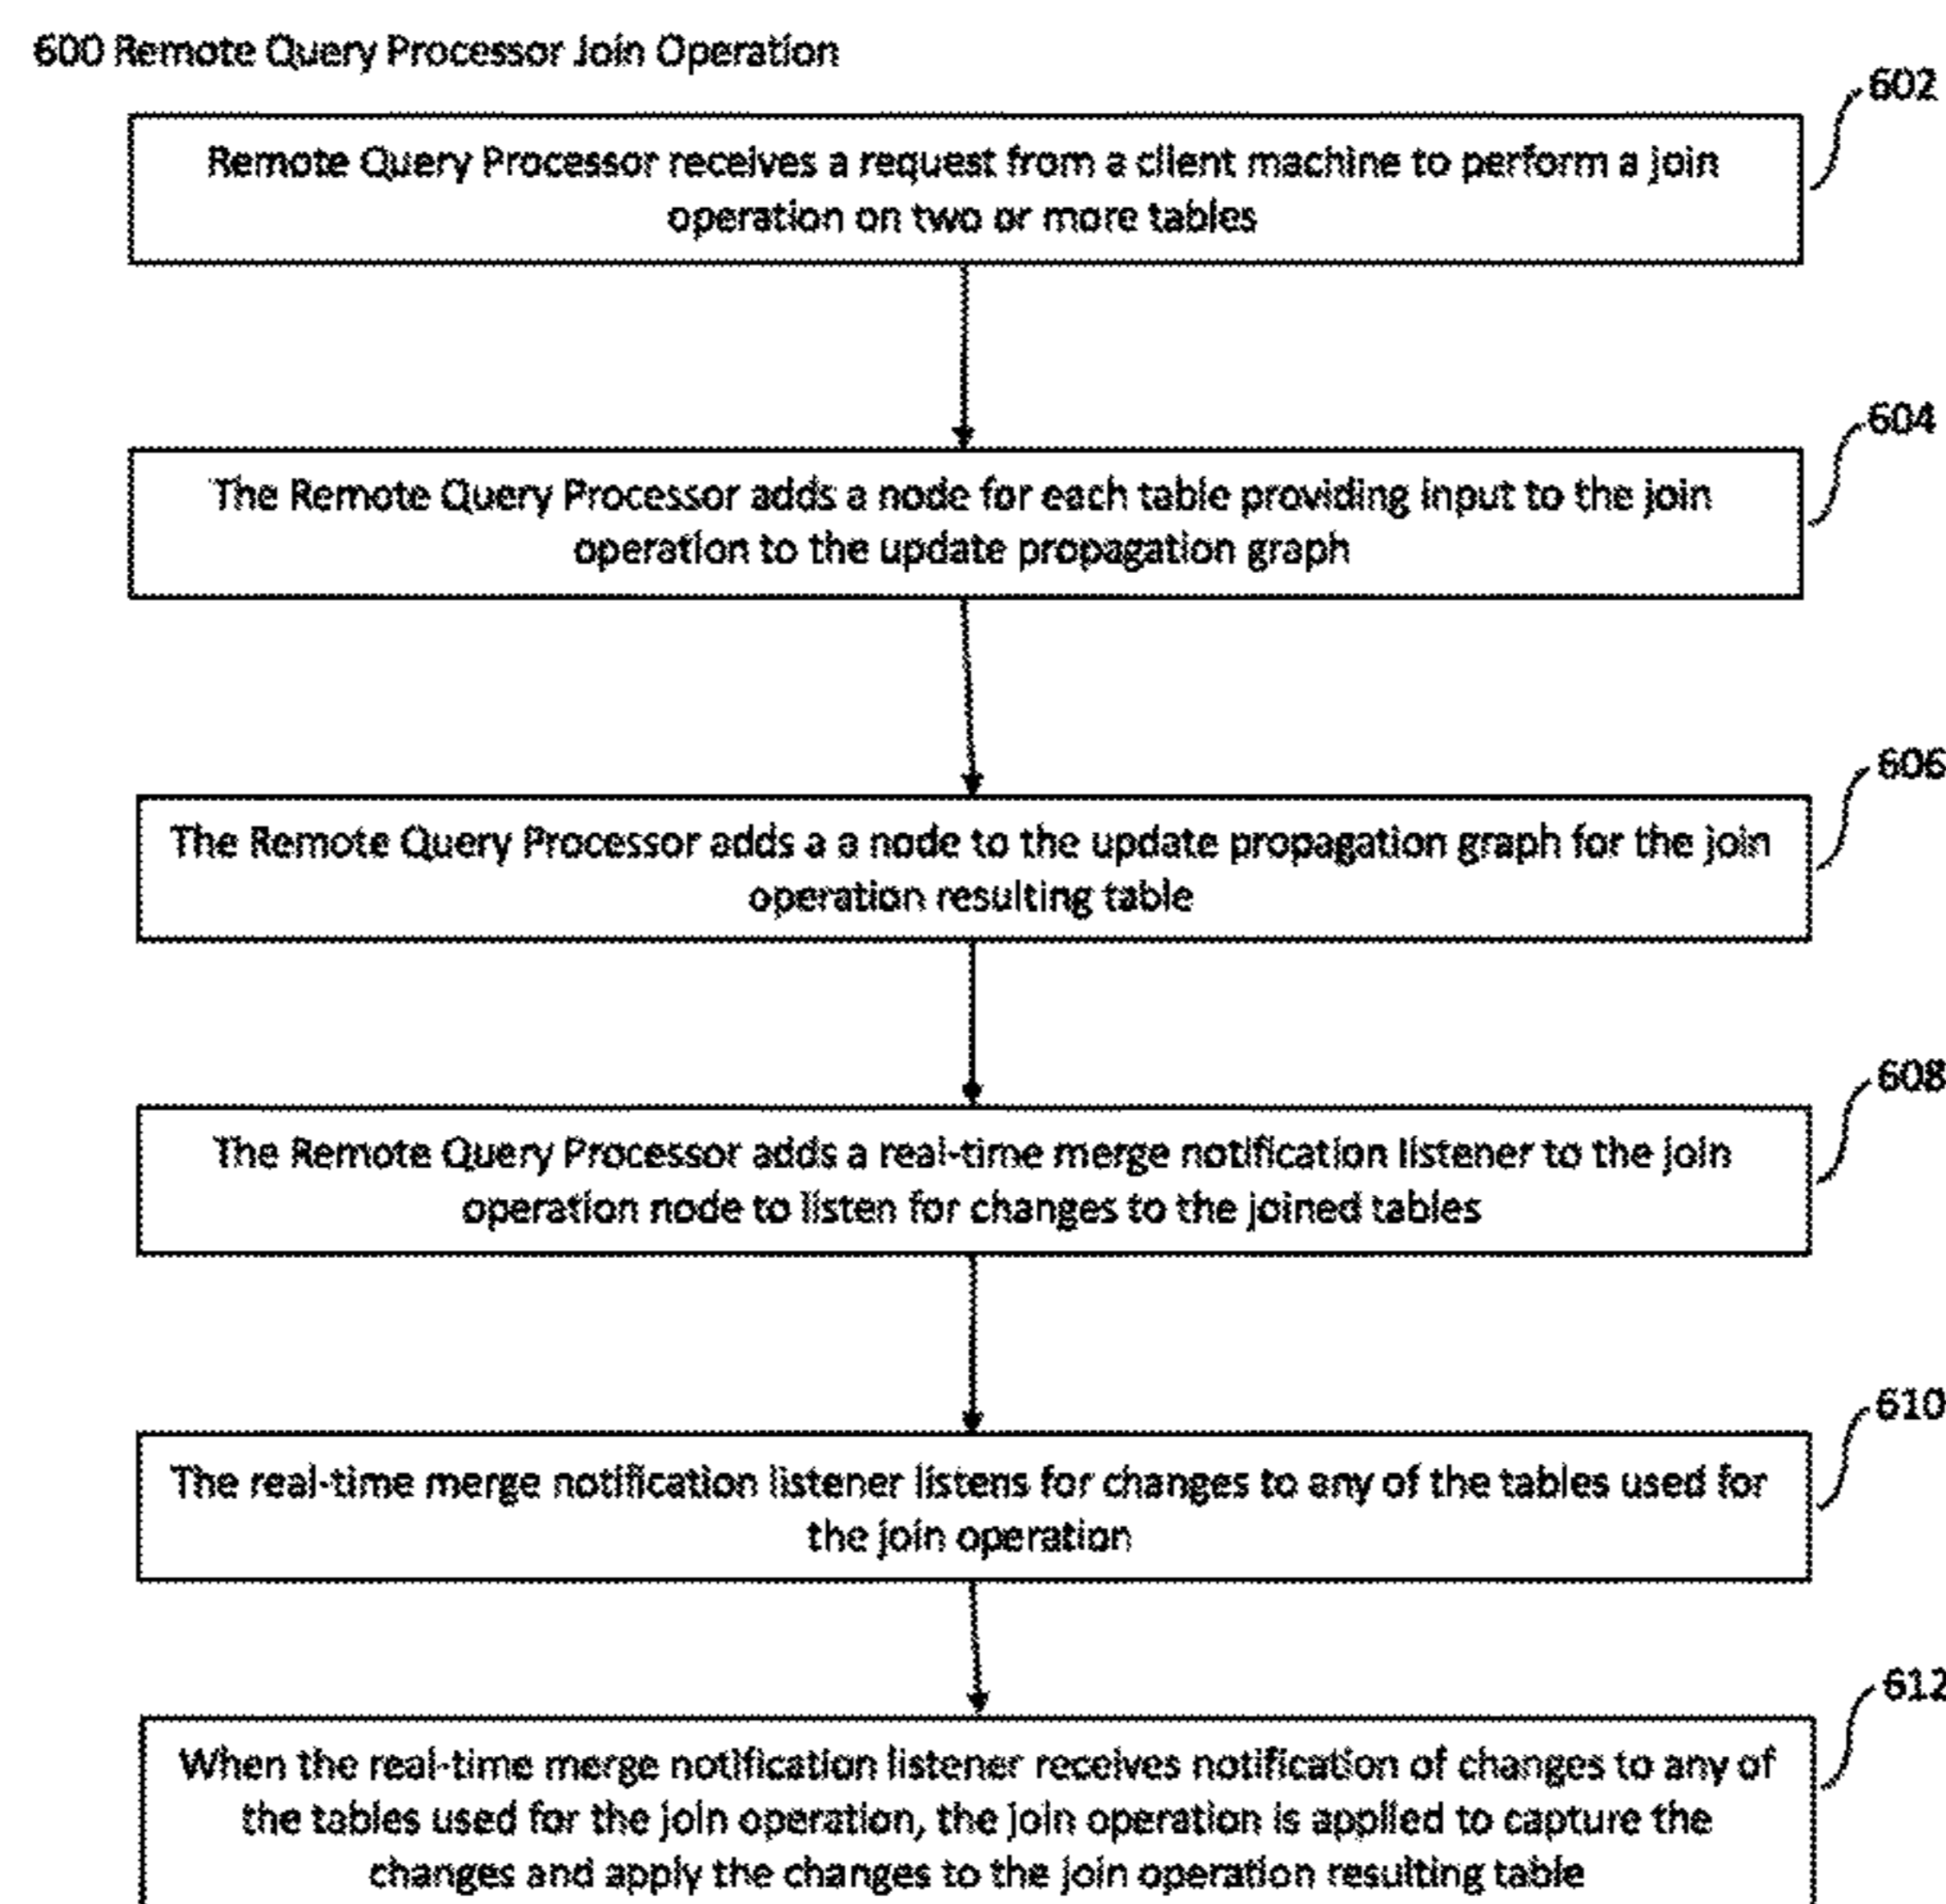 600 Remote Query Processor Join Operation
602
Remote Query Processor receives a request from a client machine to perform a join
operation on two or more tables
604
The Remote Query Processor adds a node for each table providing input to the join
operation to the update propagation graph
606
The Remote Query Processor adds a a node to the update propagation graph for the join
operation resulting table
608
The Remote Query Processor adds a real-time merge notification listener to the join
operation node to listen for changes to the joined tables
610
The real-time merge notification listener listens for changes to any of the tables used for
the join operation
612
When the real-time merge notification listener receives notification of changes to any of
the tables used for the join operation, the join operation is applied to capture the
changes and apply the changes to the join operation resulting table